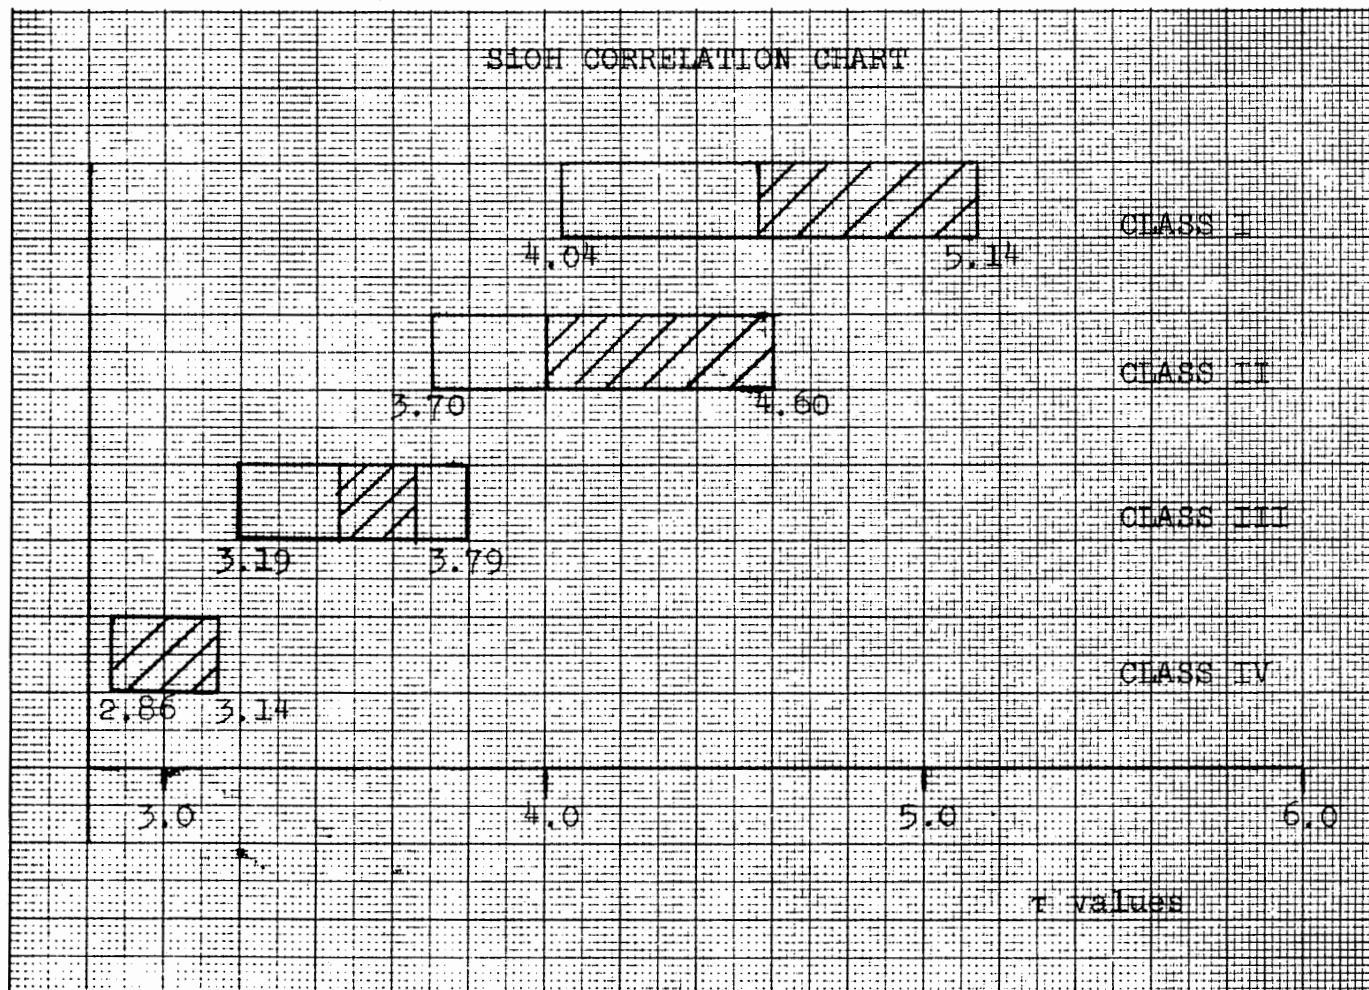 SiOH CORRELATION CHART
CLASS I
4.04 5.14
CLASS II
3.70 4.60
CLASS III
3.19 3.79
CLASS IV
2.86 3.14
3.0 4.0 5.0 6.0
τ values